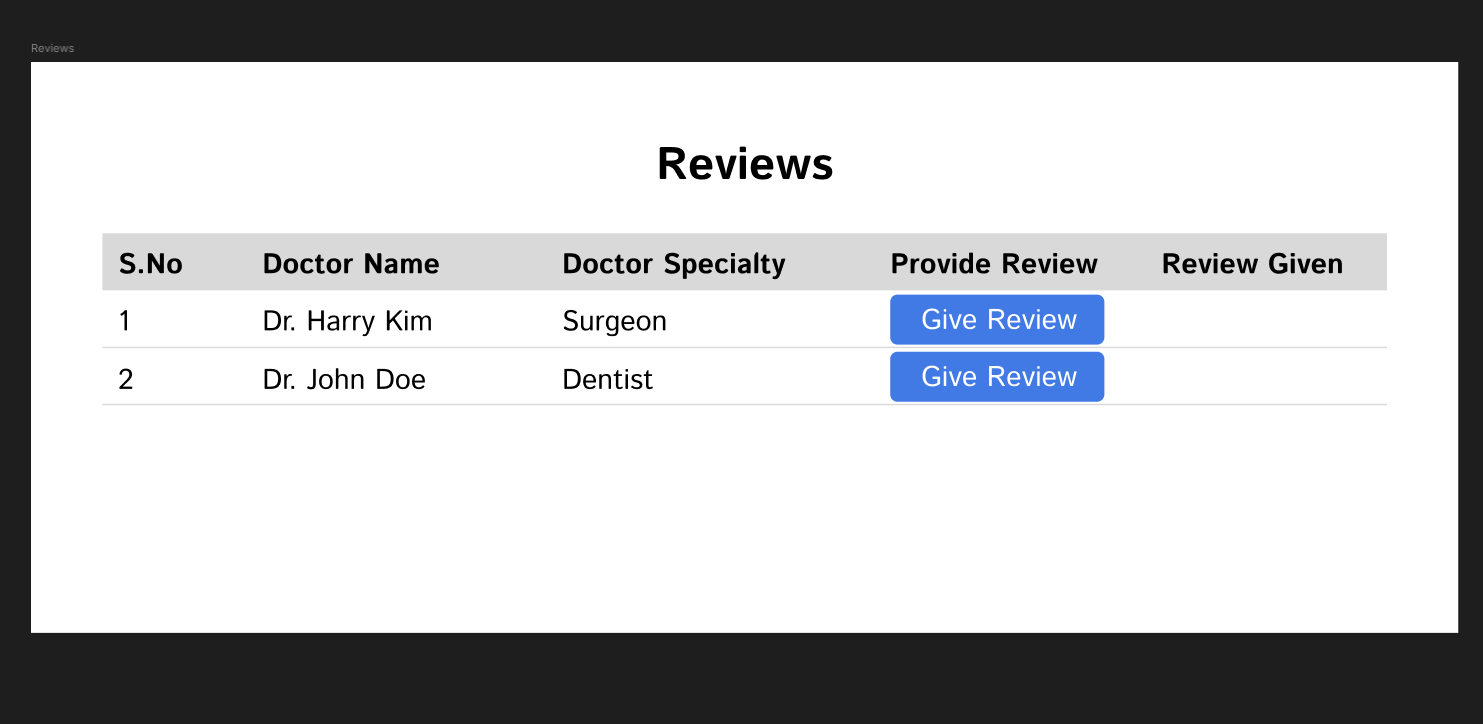 Reviews
Reviews
S.No Doctor Name Doctor Specialty Provide Review Review Given
1 Dr. Harry Kim Surgeon Give Review
2 Dr. John Doe Dentist Give Review